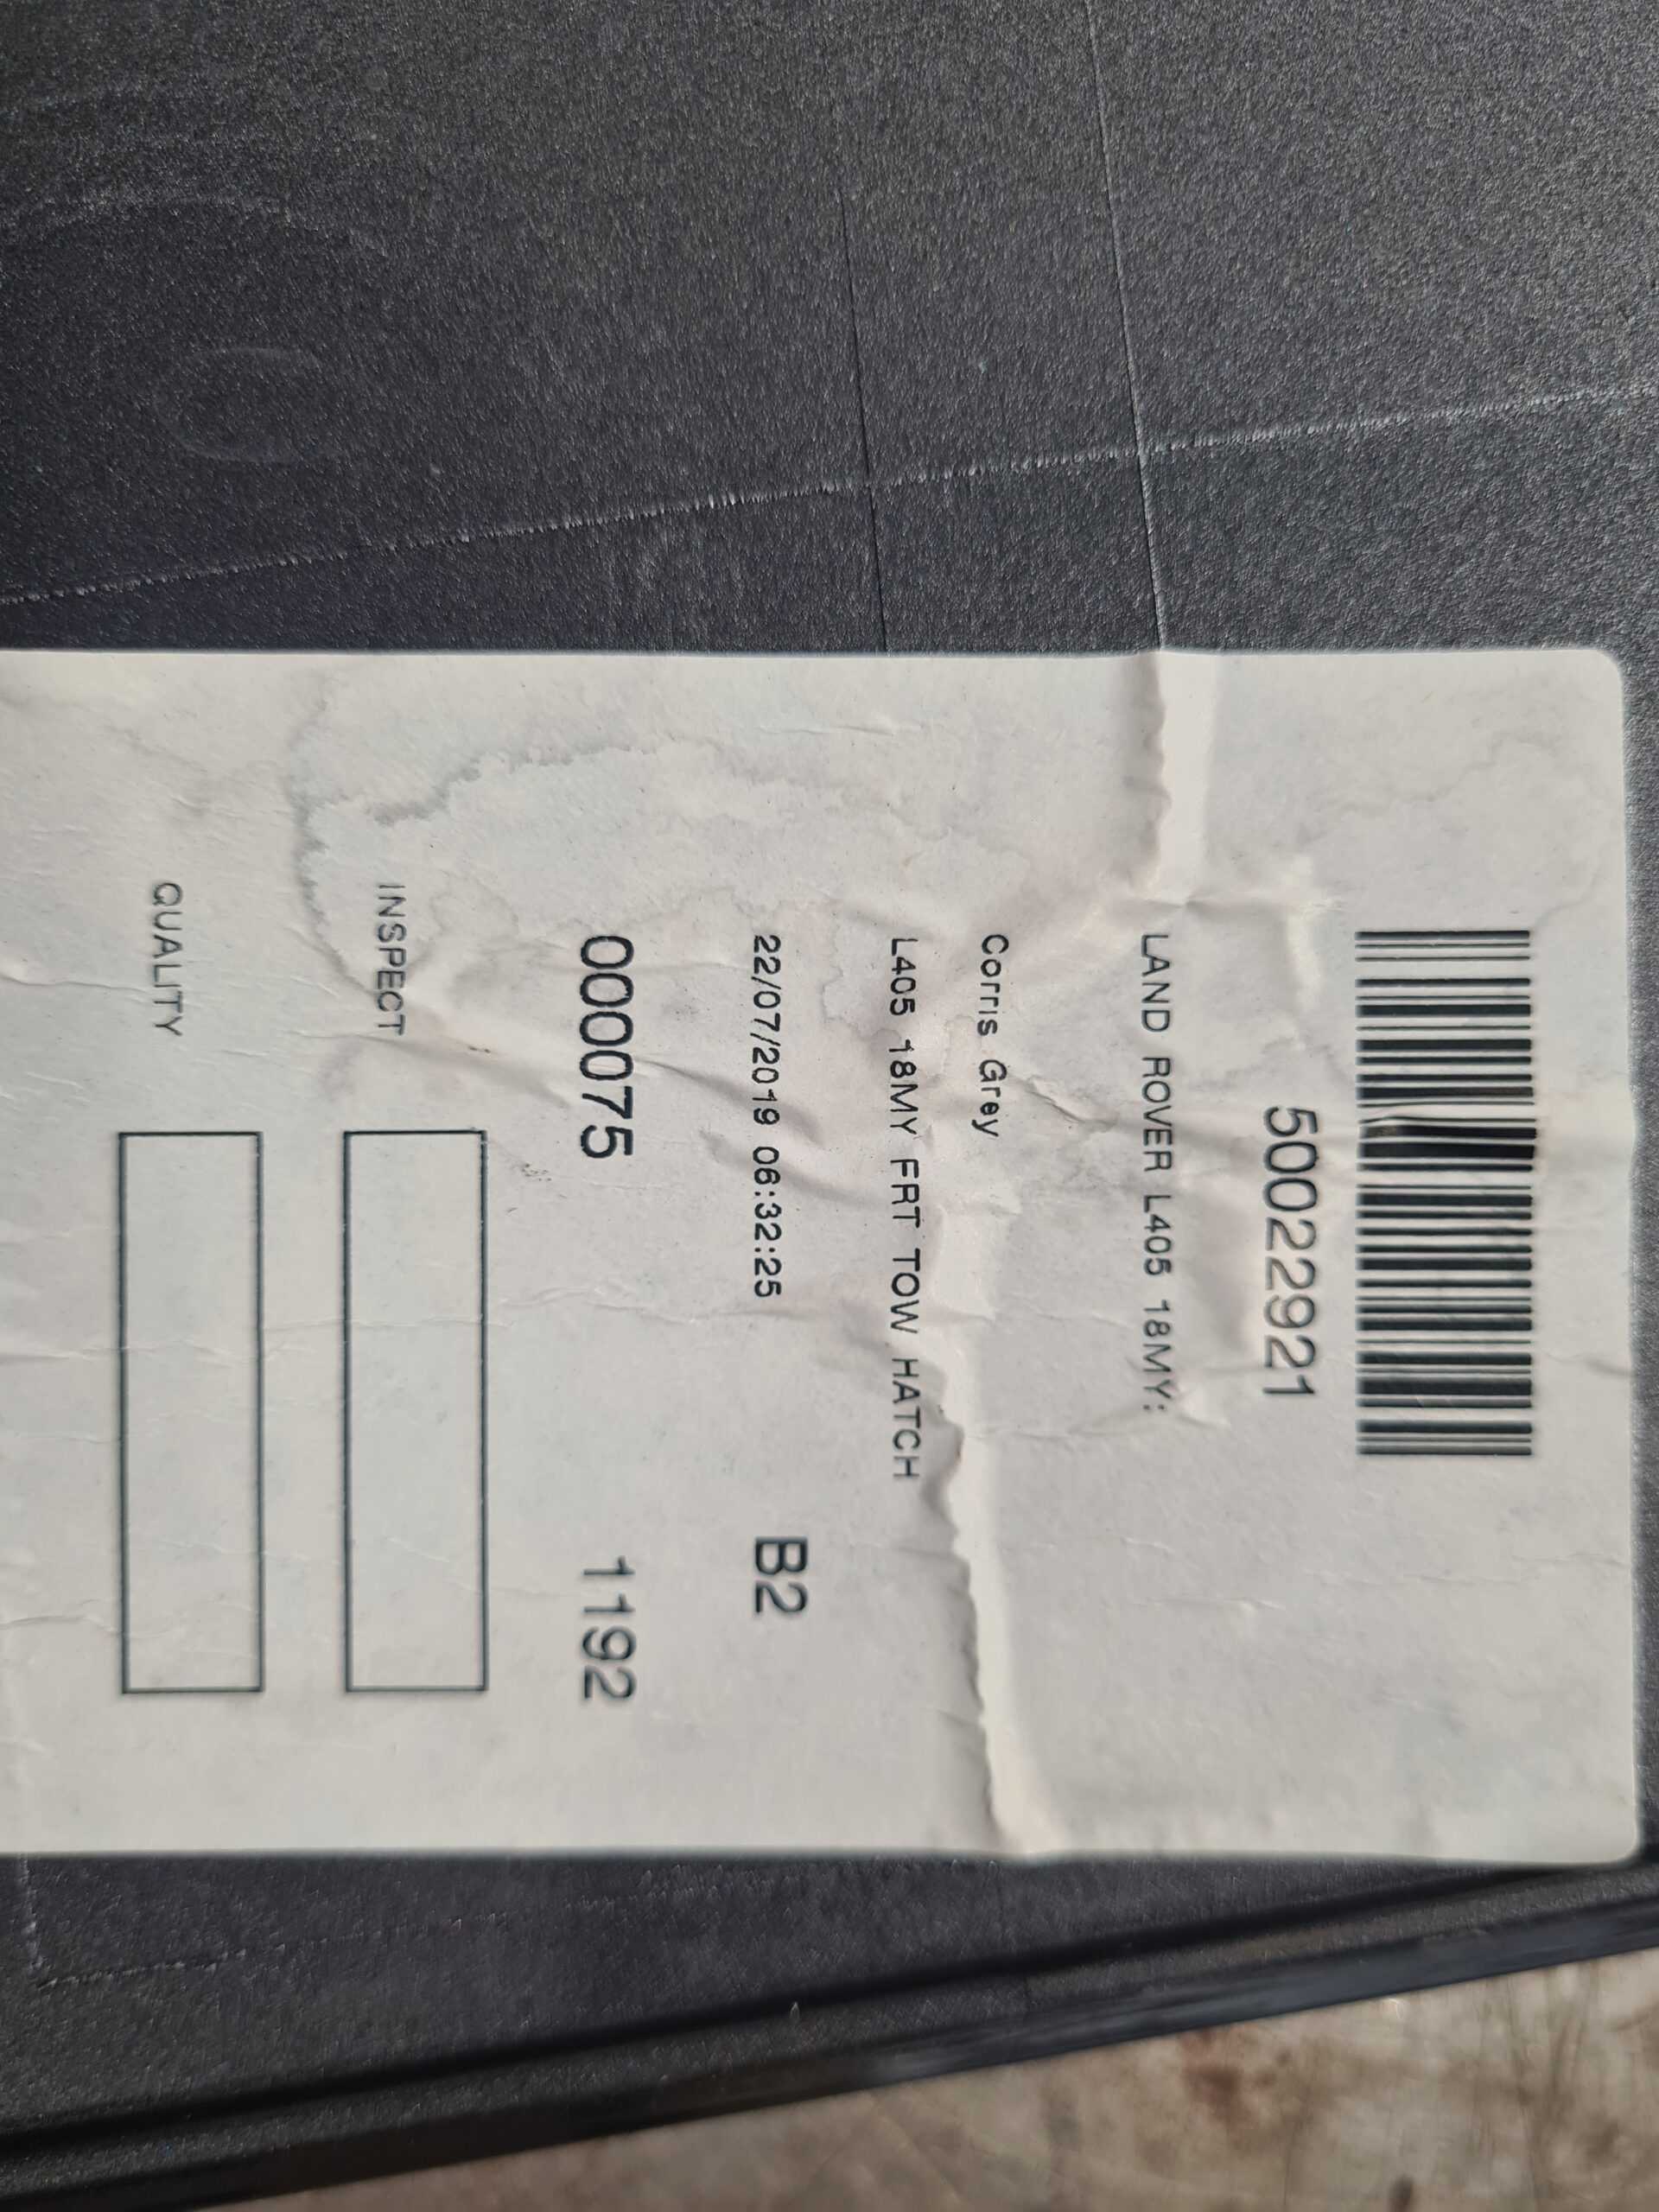 50022921
LAND ROVER L405 18MY:
Corris Grey
L405 18MY FRT TOW HATCH
22/07/2019 06:32:25 B2
000075 1192
INSPECT
QUALITY